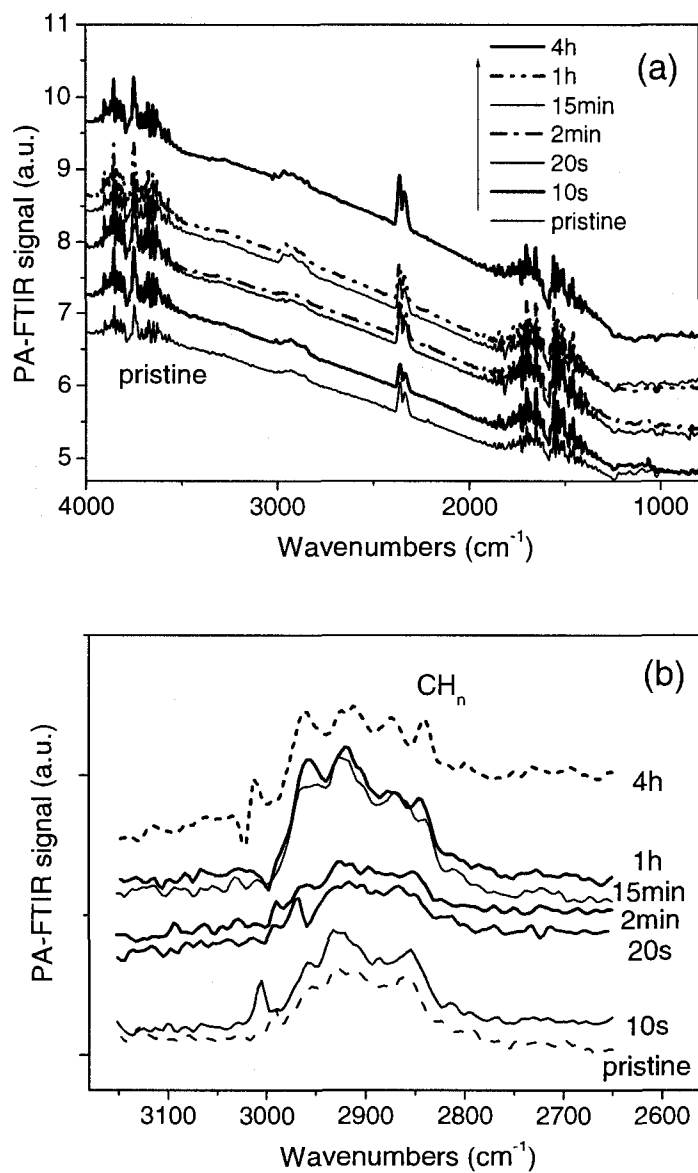 11
10
9
8
7
6
5
PA-FTIR signal (a.u.)
(a)
4h
1h
15min
2min
20s
10s
pristine
pristine
4000
3000
2000
1000
Wavenumbers (cm⁻¹)
(b)
CHₙ
PA-FTIR signal (a.u.)
4h
1h
15min
2min
20s
10s
pristine
3100
3000
2900
2800
2700
2600
Wavenumbers (cm⁻¹)